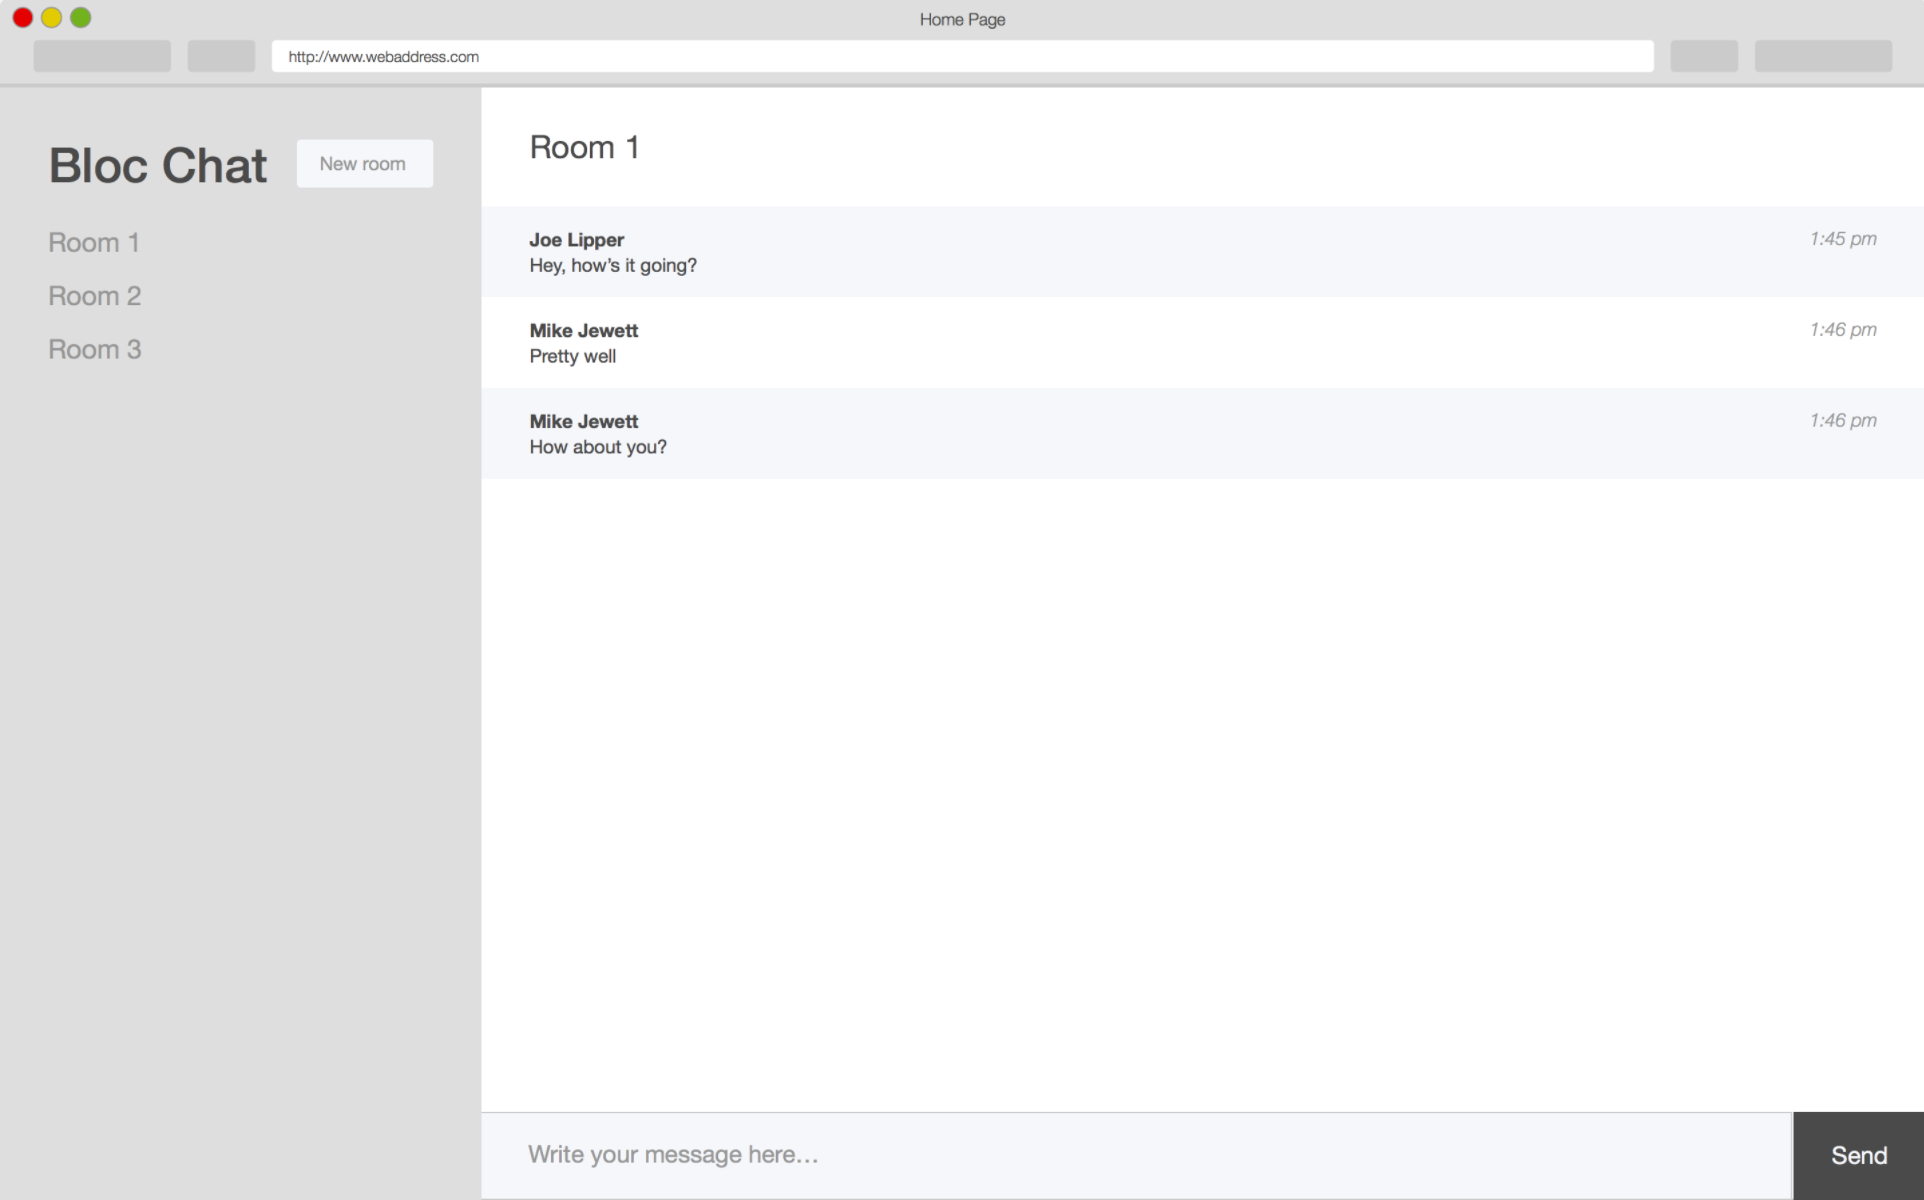 Home Page
http://www.webaddress.com
Bloc Chat
New room
Room 1
Room 2
Room 3
Room 1
Joe Lipper
1:45 pm
Hey, how’s it going?
Mike Jewett
1:46 pm
Pretty well
Mike Jewett
1:46 pm
How about you?
Write your message here…
Send